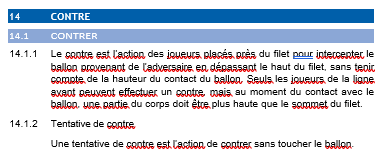 14 CONTRE
14.1 CONTRER
14.1.1 Le contre est l'action des joueurs placés près du filet pour intercepter le
ballon provenant de l'adversaire en dépassant le haut du filet, sans tenir
compte de la hauteur du contact du ballon. Seuls les joueurs de la ligne
avant peuvent effectuer un contre, mais au moment du contact avec le
ballon, une partie du corps doit être plus haute que le sommet du filet.
14.1.2 Tentative de contre
Une tentative de contre est l'action de contrer sans toucher le ballon.